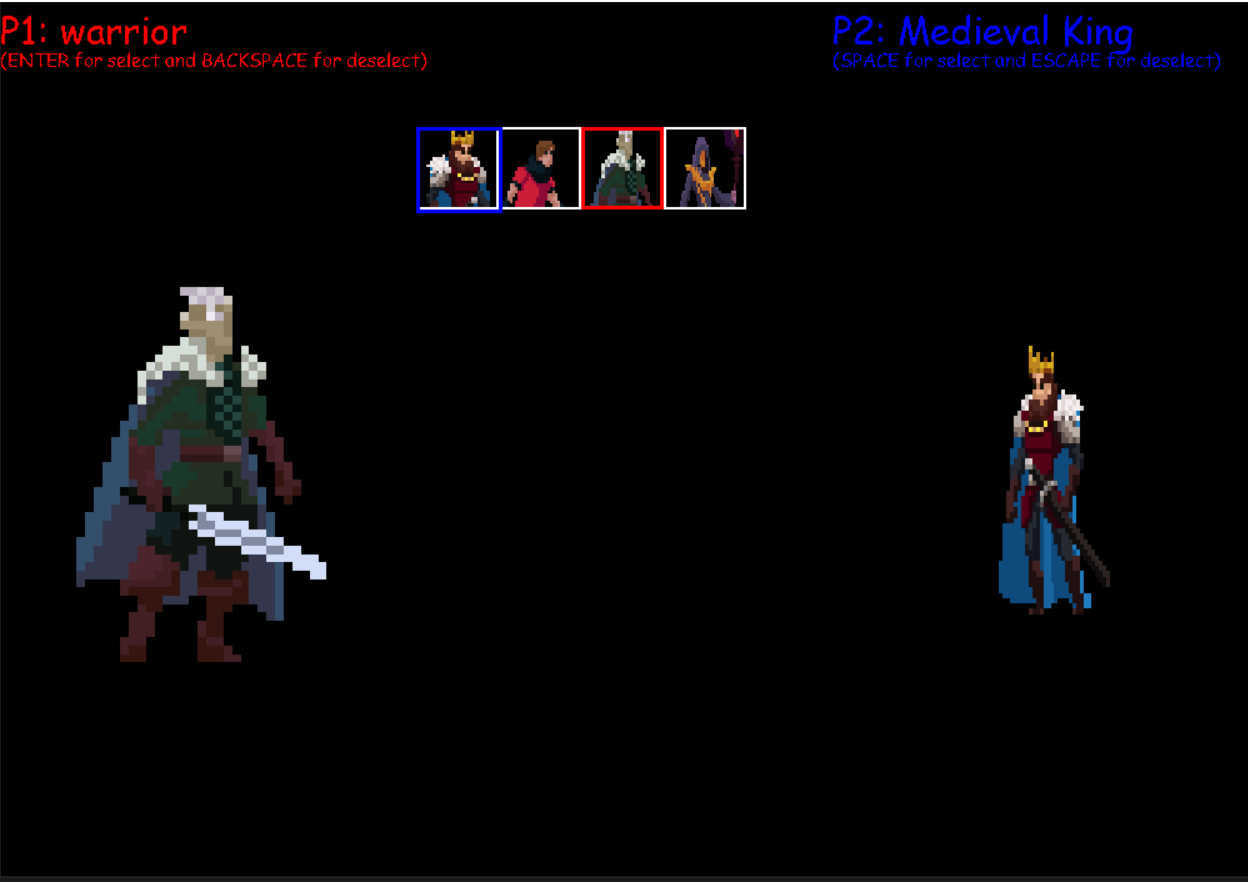 P1: warrior
(ENTER for select and BACKSPACE for deselect)
P2: Medieval King
(SPACE for select and ESCAPE for deselect)